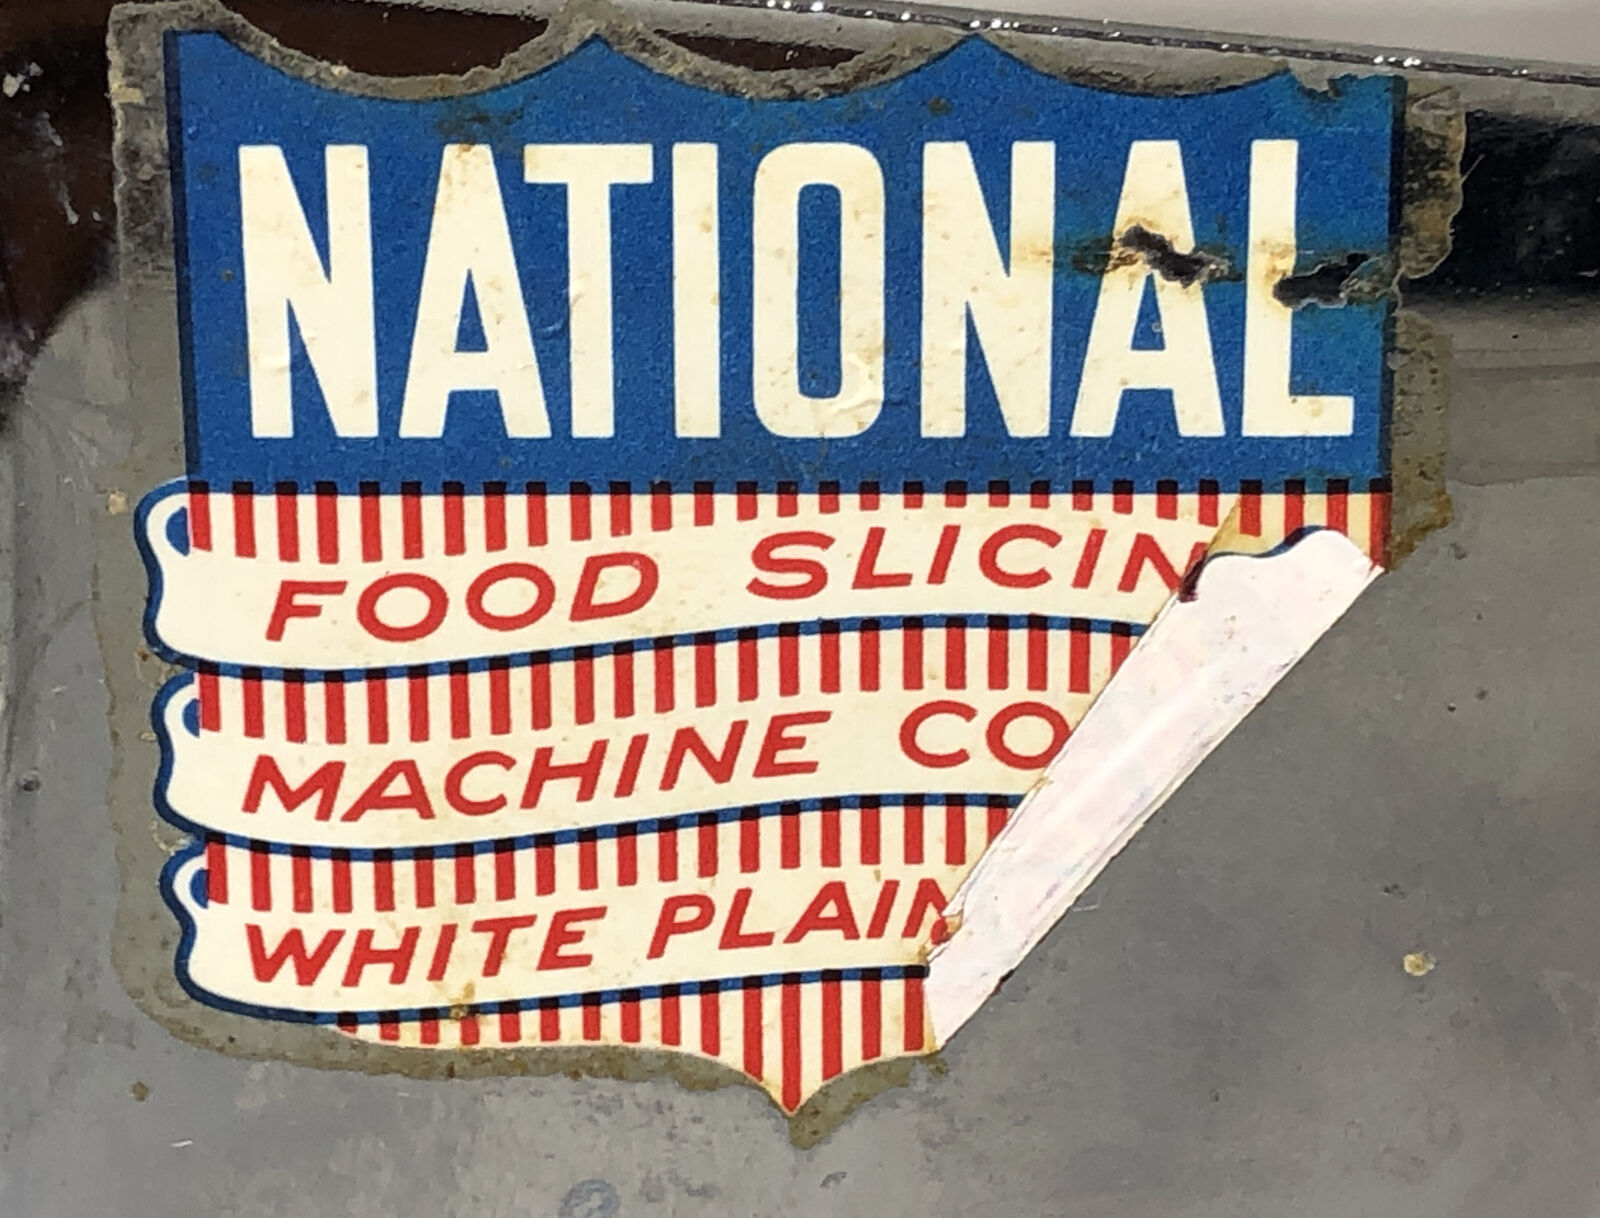 NATIONAL
FOOD SLICIN
MACHINE CO
WHITE PLAIN